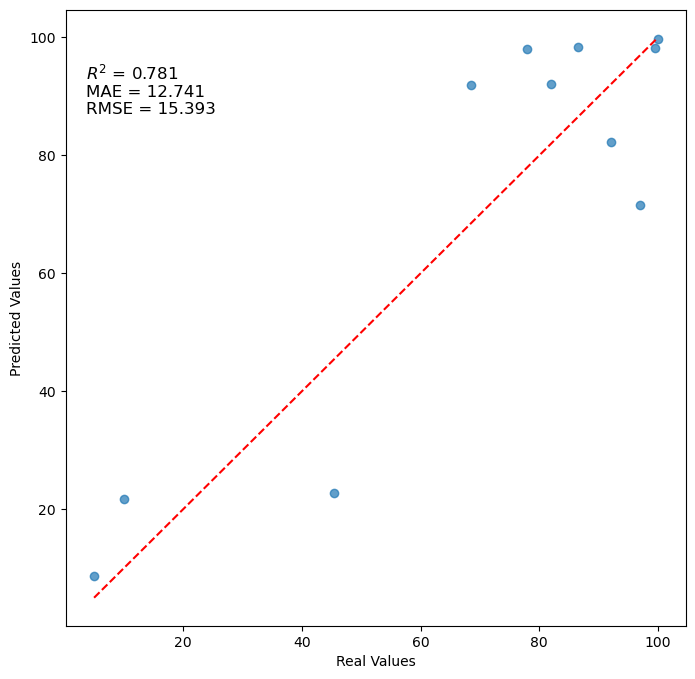 R² = 0.781
MAE = 12.741
RMSE = 15.393
100
80
60
40
20
Predicted Values
20 40 60 80 100
Real Values